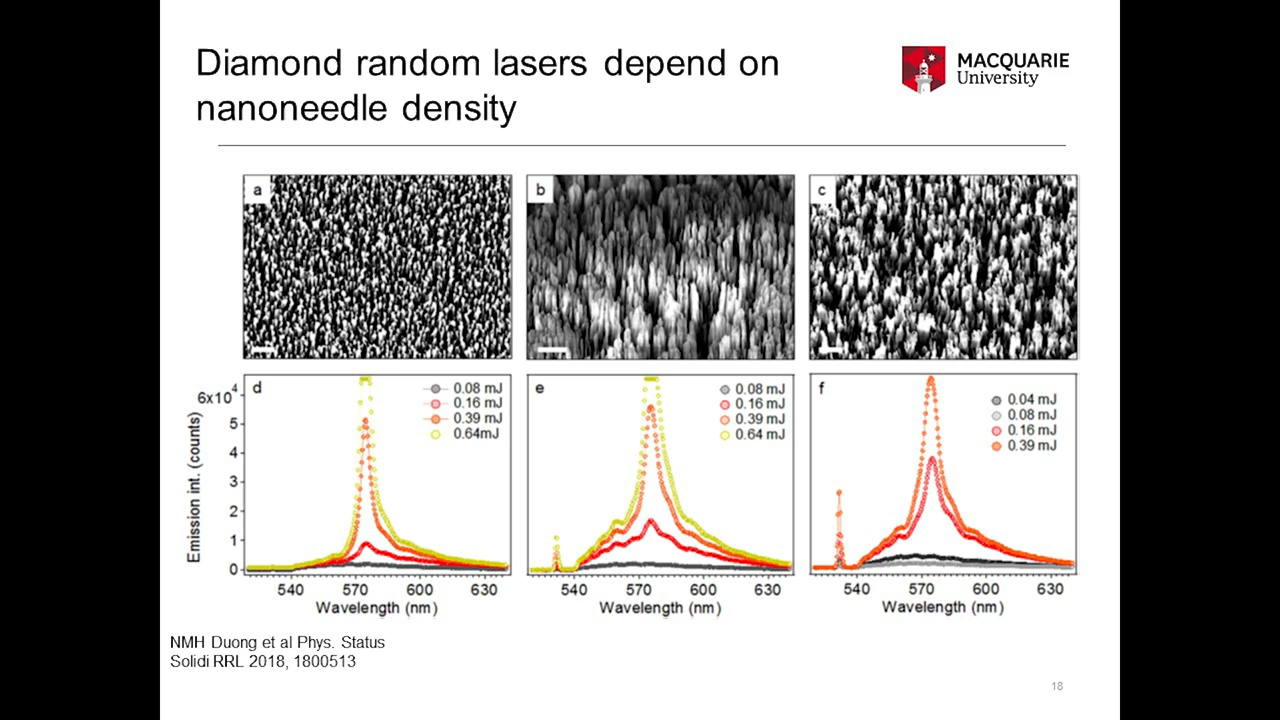 Diamond random lasers depend on
nanoneedle density
MACQUARIE
University
a
b
c
d
6x10⁴
5
4
3
2
1
0
Emission int. (counts)
0.08 mJ
0.16 mJ
0.39 mJ
0.64mJ
540 570 600 630
Wavelength (nm)
e
0.08 mJ
0.16 mJ
0.39 mJ
0.64 mJ
540 570 600 630
Wavelength (nm)
f
0.04 mJ
0.08 mJ
0.16 mJ
0.39 mJ
540 570 600 630
Wavelength (nm)
NMH Duong et al Phys. Status
Solidi RRL 2018, 1800513
18